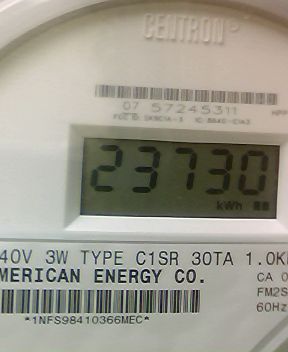 CENTRON®
07 57245311
23730
kWh
40V 3W TYPE C1SR 30TA 1.0K
MERICAN ENERGY CO.
CA 0
FM2S
60Hz
*1NFS98410366MEC*